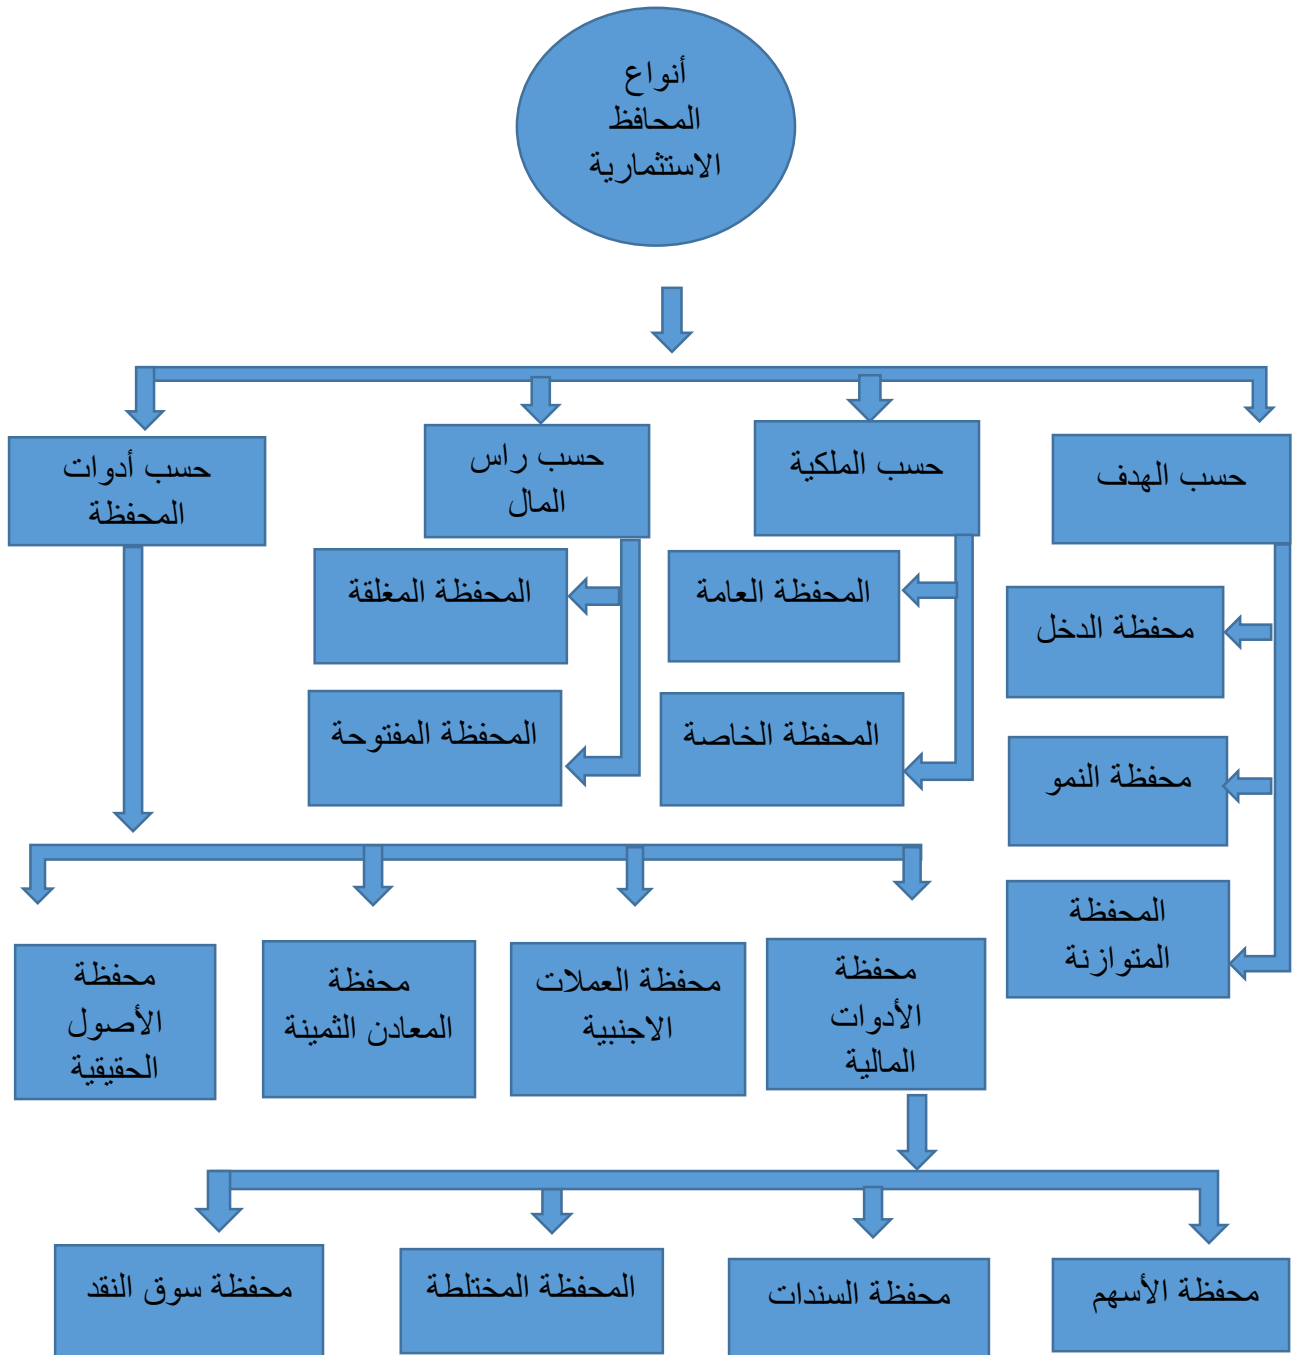 أنواع
المحافظ
الاستثمارية
حسب الهدف
حسب الملكية
حسب راس
المال
حسب أدوات
المحفظة
محفظة الدخل
محفظة النمو
المحفظة
المتوازنة
المحفظة العامة
المحفظة الخاصة
المحفظة المغلقة
المحفظة المفتوحة
محفظة
الأدوات
المالية
محفظة العملات
الاجنبية
محفظة
المعادن الثمينة
محفظة
الأصول
الحقيقية
محفظة الأسهم
محفظة السندات
المحفظة المختلطة
محفظة سوق النقد